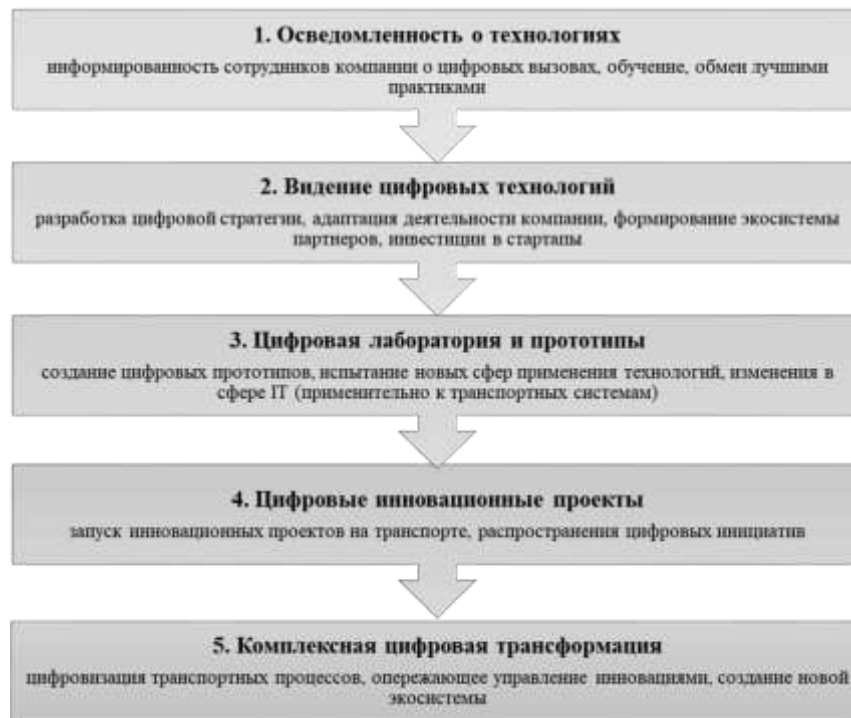 1. Осведомленность о технологиях
информированность сотрудников компании о цифровых вызовах, обучение, обмен лучшими
практиками
2. Видение цифровых технологий
разработка цифровой стратегии, адаптация деятельности компании, формирование экосистемы
партнеров, инвестиции в стартапы
3. Цифровая лаборатория и прототипы
создание цифровых прототипов, испытание новых сфер применения технологий, изменения в
сфере IT (применительно к транспортных системам)
4. Цифровые инновационные проекты
запуск инновационных проектов на транспорте, распространения цифровых инициатив
5. Комплексная цифровая трансформация
цифровизация транспортных процессов, опережающее управление инновациями, создание новой
экосистемы